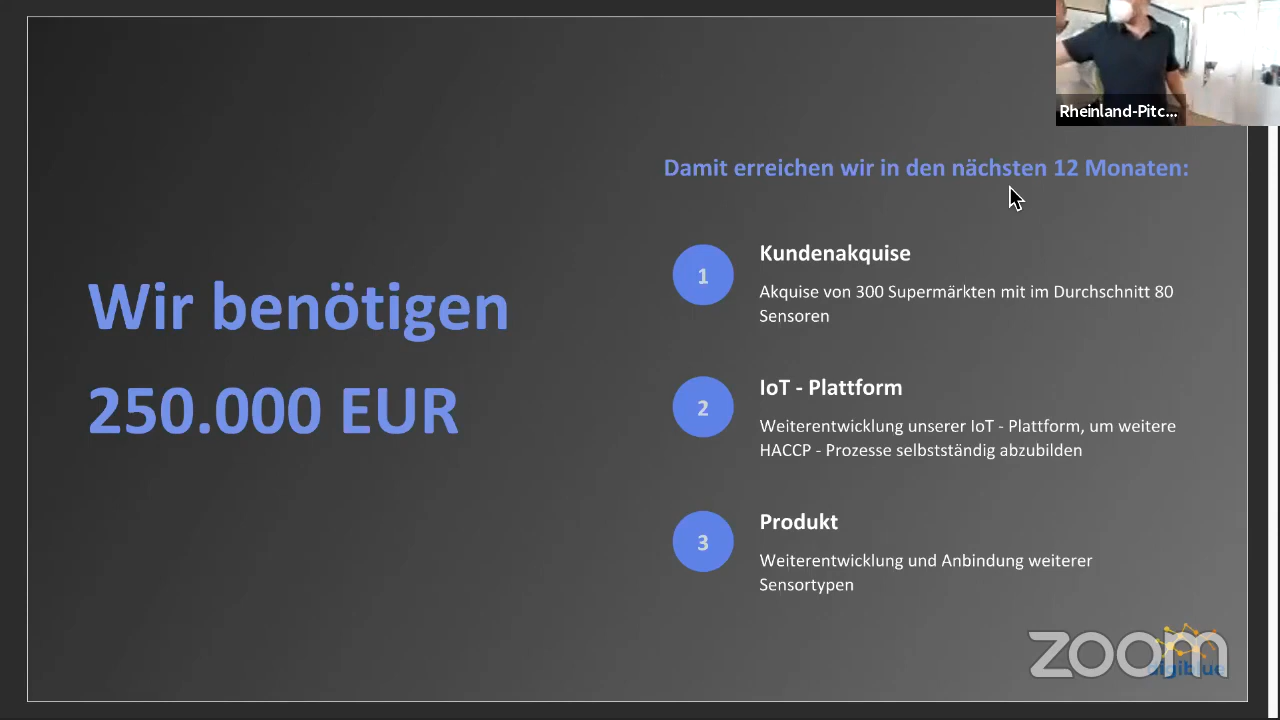 Rheinland-Pitc...
Damit erreichen wir in den nächsten 12 Monaten:
Wir benötigen
250.000 EUR
1
Kundenakquise
Akquise von 300 Supermärkten mit im Durchschnitt 80
Sensoren
2
IoT - Plattform
Weiterentwicklung unserer IoT - Plattform, um weitere
HACCP - Prozesse selbstständig abzubilden
3
Produkt
Weiterentwicklung und Anbindung weiterer
Sensortypen
zoom
digiblue